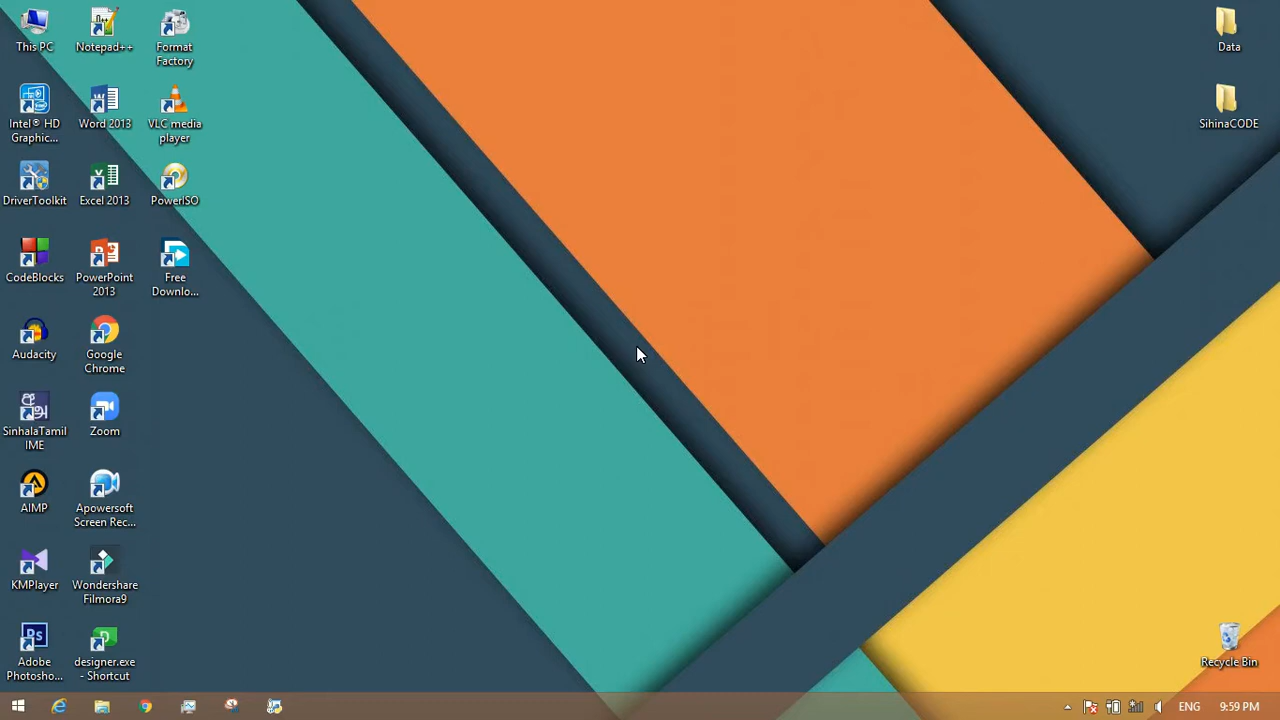 This PC
Notepad++
Format
Factory
Data
Intel® HD
Graphic...
Word 2013
VLC media
player
SihinaCODE
DriverToolkit
Excel 2013
PowerISO
CodeBlocks
PowerPoint
2013
Free
Downlo...
Audacity
Google
Chrome
SinhalaTamil
IME
Zoom
AIMP
Apowersoft
Screen Rec...
KMPlayer
Wondershare
Filmora9
Ps
Adobe
Photosho...
designer.exe
- Shortcut
Recycle Bin
ENG
9:59 PM